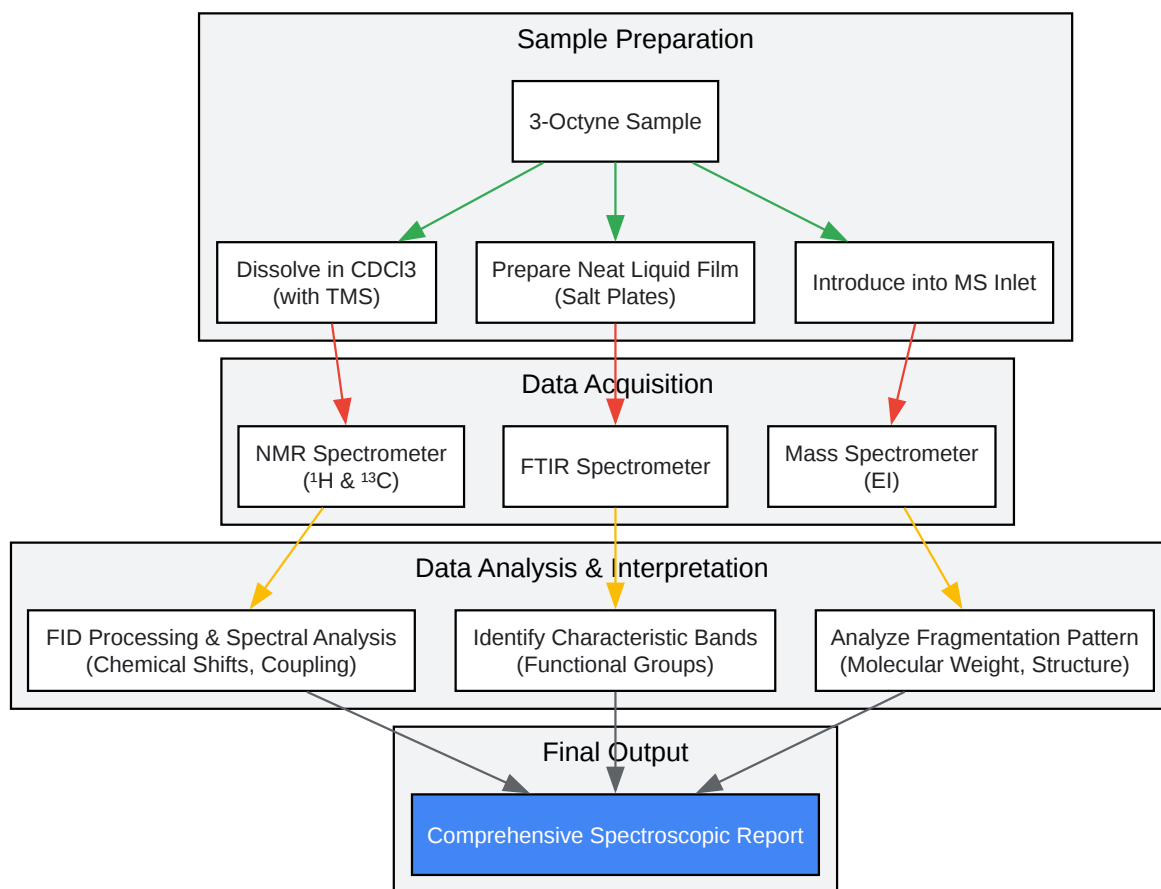 Sample Preparation
3-Octyne Sample
Dissolve in CDCl3
(with TMS)
Prepare Neat Liquid Film
(Salt Plates)
Introduce into MS Inlet
Data Acquisition
NMR Spectrometer
(¹H & ¹³C)
FTIR Spectrometer
Mass Spectrometer
(EI)
Data Analysis & Interpretation
FID Processing & Spectral Analysis
(Chemical Shifts, Coupling)
Identify Characteristic Bands
(Functional Groups)
Analyze Fragmentation Pattern
(Molecular Weight, Structure)
Final Output
Comprehensive Spectroscopic Report